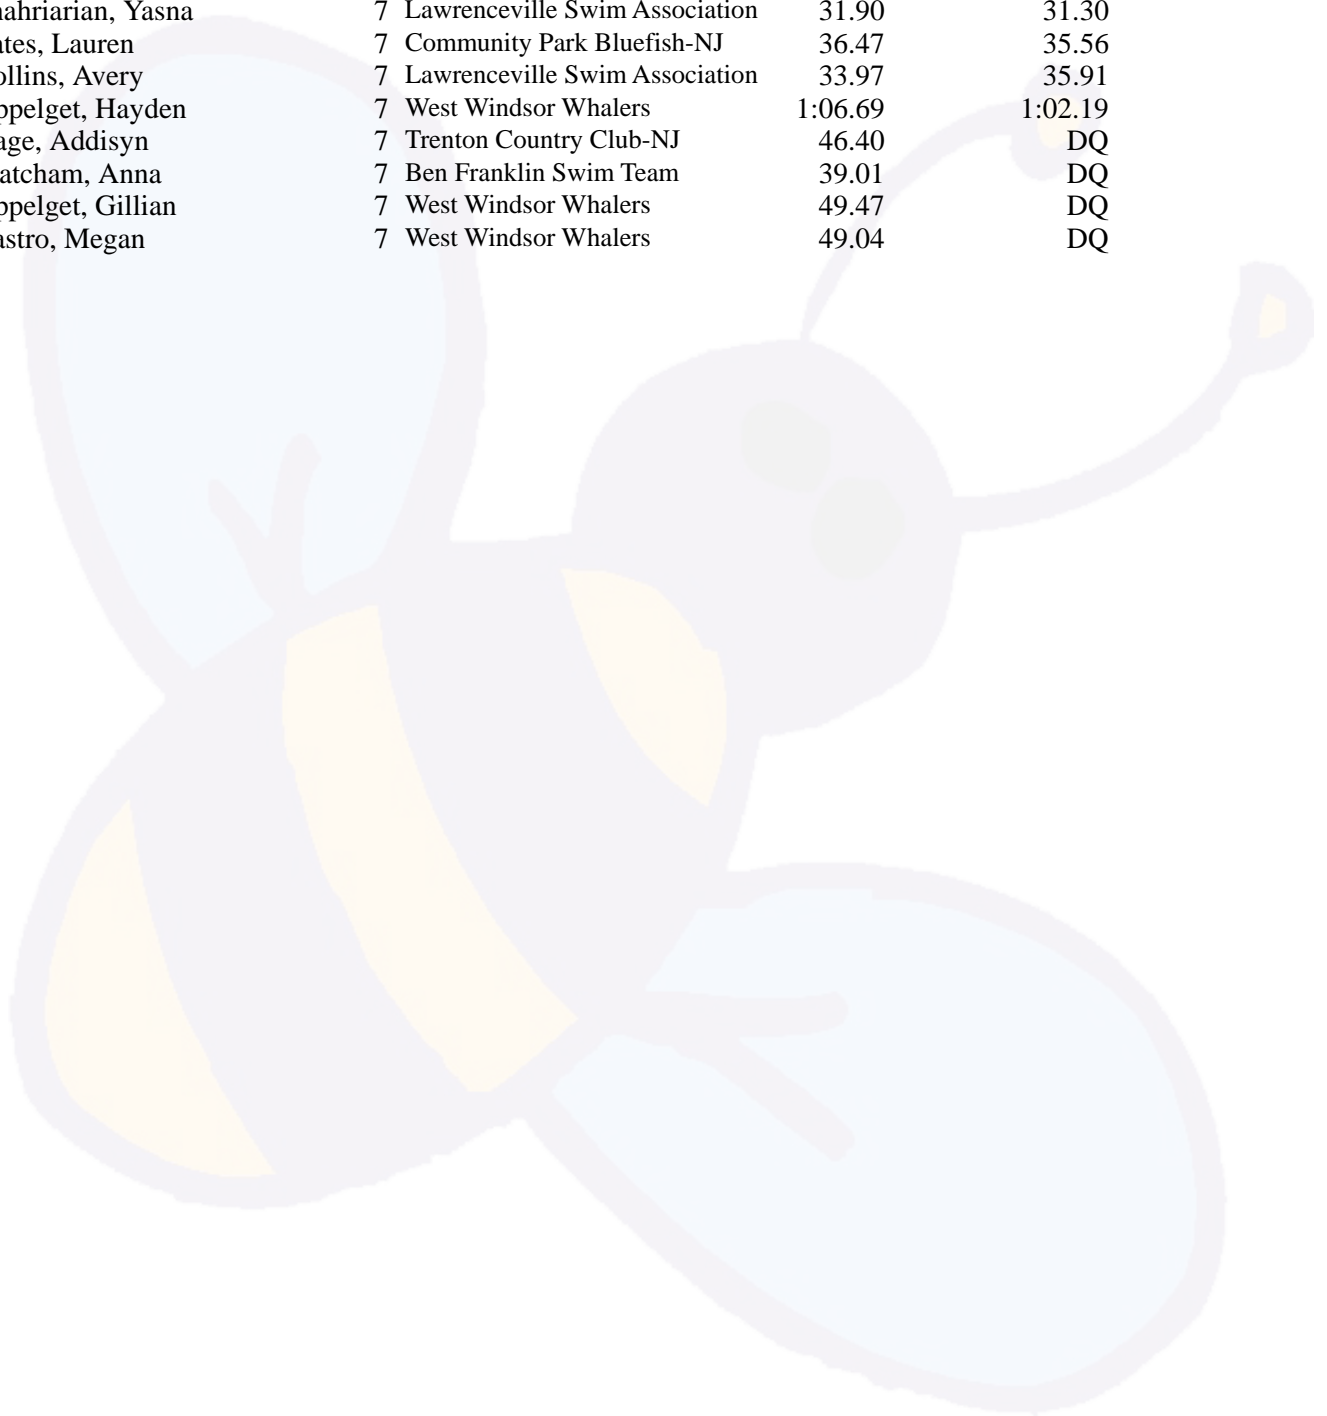 ahriarian, Yasna 7 Lawrenceville Swim Association 31.90 31.30
ates, Lauren 7 Community Park Bluefish-NJ 36.47 35.56
ollins, Avery 7 Lawrenceville Swim Association 33.97 35.91
ppelget, Hayden 7 West Windsor Whalers 1:06.69 1:02.19
age, Addisyn 7 Trenton Country Club-NJ 46.40 DQ
atcham, Anna 7 Ben Franklin Swim Team 39.01 DQ
ppelget, Gillian 7 West Windsor Whalers 49.47 DQ
astro, Megan 7 West Windsor Whalers 49.04 DQ